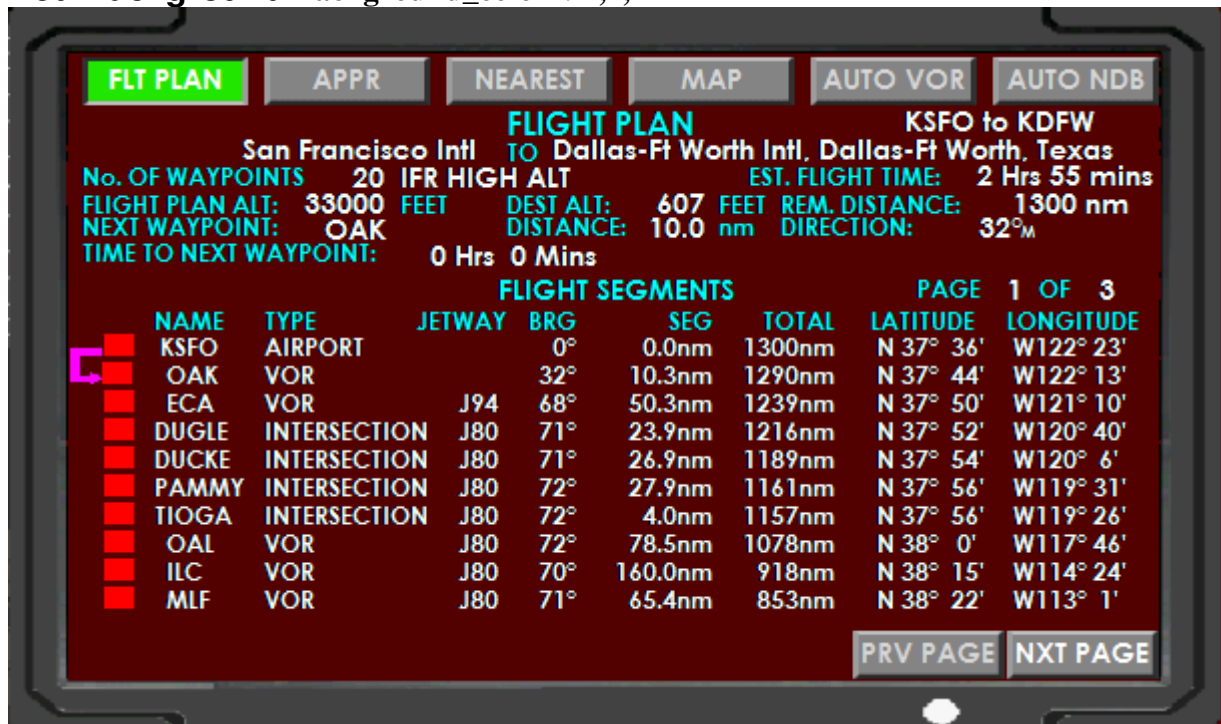 FLT PLAN APPR NEAREST MAP AUTO VOR AUTO NDB
FLIGHT PLAN KSFO to KDFW
San Francisco Intl TO Dallas-Ft Worth Intl, Dallas-Ft Worth, Texas
No. OF WAYPOINTS 20 IFR HIGH ALT EST. FLIGHT TIME: 2 Hrs 55 mins
FLIGHT PLAN ALT: 33000 FEET DEST ALT: 607 FEET REM. DISTANCE: 1300 nm
NEXT WAYPOINT: OAK DISTANCE: 10.0 nm DIRECTION: 32°M
TIME TO NEXT WAYPOINT: 0 Hrs 0 Mins
FLIGHT SEGMENTS PAGE 1 OF 3
NAME TYPE JETWAY BRG SEG TOTAL LATITUDE LONGITUDE
KSFO AIRPORT 0° 0.0nm 1300nm N 37° 36' W122° 23'
OAK VOR 32° 10.3nm 1290nm N 37° 44' W122° 13'
ECA VOR J94 68° 50.3nm 1239nm N 37° 50' W121° 10'
DUGLE INTERSECTION J80 71° 23.9nm 1216nm N 37° 52' W120° 40'
DUCKE INTERSECTION J80 71° 26.9nm 1189nm N 37° 54' W120° 6'
PAMMY INTERSECTION J80 72° 27.9nm 1161nm N 37° 56' W119° 31'
TIOGA INTERSECTION J80 72° 4.0nm 1157nm N 37° 56' W119° 26'
OAL VOR J80 72° 78.5nm 1078nm N 38° 0' W117° 46'
ILC VOR J80 70° 160.0nm 918nm N 38° 15' W114° 24'
MLF VOR J80 71° 65.4nm 853nm N 38° 22' W113° 1'
PRV PAGE NXT PAGE